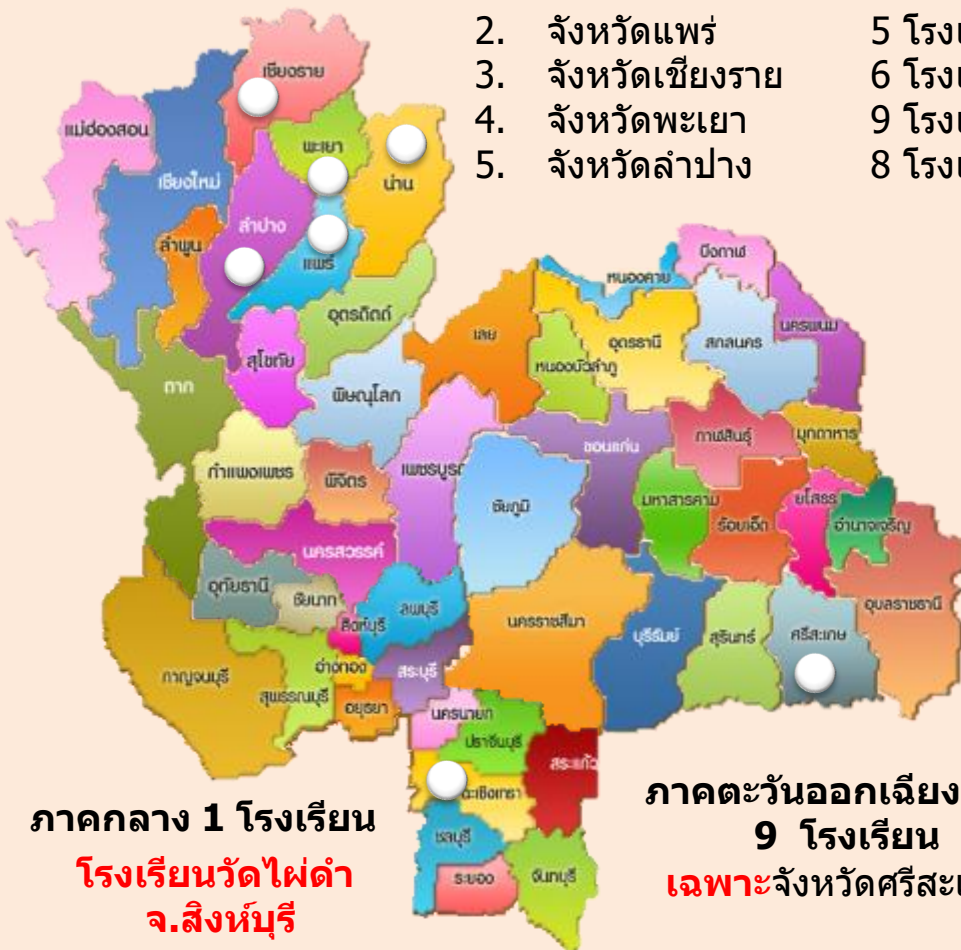 2. จังหวัดแพร่ 5 โรงเ
3. จังหวัดเชียงราย 6 โรงเ
4. จังหวัดพะเยา 9 โรงเ
5. จังหวัดลำปาง 8 โรงเ
เชียงราย
แม่ฮ่องสอน
พะเยา
เชียงใหม่
น่าน
ลำปาง
ลำพูน
แพร่
อุตรดิตถ์
สุโขทัย
ตาก
พิษณุโลก
เลย
หนองคาย
บึงกาฬ
อุดรธานี
สกลนคร
นครพนม
หนองบัวลำภู
ขอนแก่น
กาฬสินธุ์
มุกดาหาร
กำแพงเพชร
พิจิตร
เพชรบูรณ์
ชัยภูมิ
มหาสารคาม
ร้อยเอ็ด
ยโสธร
อำนาจเจริญ
นครสวรรค์
อุทัยธานี
ชัยนาท
สิงห์บุรี
ลพบุรี
นครราชสีมา
บุรีรัมย์
สุรินทร์
ศรีสะเกษ
อุบลราชธานี
กาญจนบุรี
สุพรรณบุรี
อ่างทอง
สระบุรี
อยุธยา
นครนายก
ปราจีนบุรี
สระแก้ว
ฉะเชิงเทรา
ชลบุรี
ระยอง
จันทบุรี
ภาคกลาง 1 โรงเรียน
โรงเรียนวัดไผ่ดำ
จ.สิงห์บุรี
ภาคตะวันออกเฉียง
9 โรงเรียน
เฉพาะจังหวัดศรีสะเ